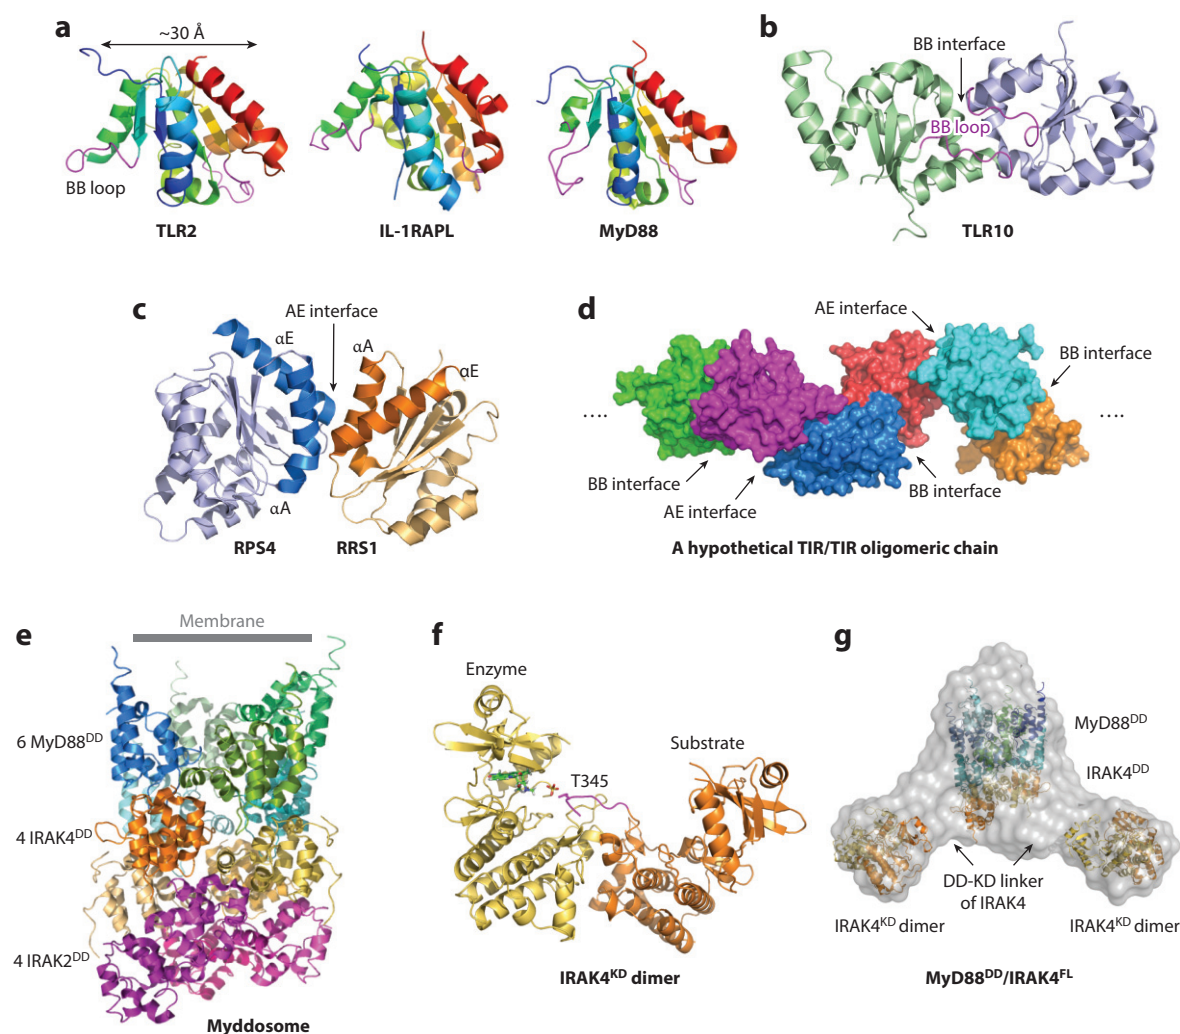 a
~30 Å
BB loop
TLR2
IL-1RAPL
MyD88
b
BB interface
BB loop
TLR10
c
AE interface
αE
αA
αE
αA
RPS4
RRS1
d
AE interface
BB interface
....
....
BB interface
AE interface
BB interface
A hypothetical TIR/TIR oligomeric chain
e
Membrane
6 MyD88DD
4 IRAK4DD
4 IRAK2DD
Myddosome
f
Enzyme
Substrate
T345
IRAK4KD dimer
g
MyD88DD
IRAK4DD
DD-KD linker
of IRAK4
IRAK4KD dimer
IRAK4KD dimer
MyD88DD/IRAK4FL